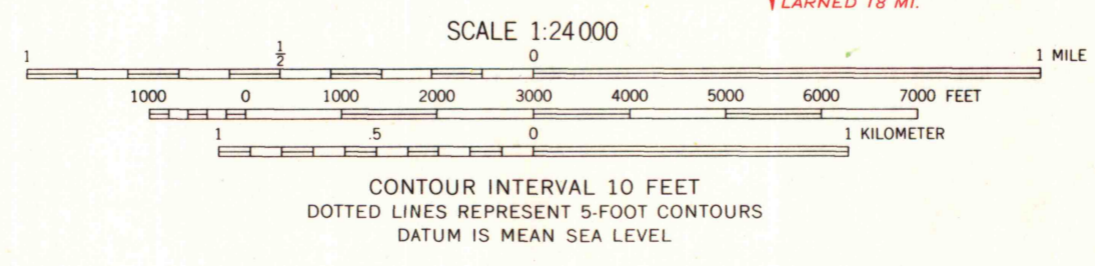 LARNED 18 MI.
SCALE 1:24 000
1 1/2 0 1 MILE
1000 0 1000 2000 3000 4000 5000 6000 7000 FEET
1 .5 0 1 KILOMETER
CONTOUR INTERVAL 10 FEET
DOTTED LINES REPRESENT 5-FOOT CONTOURS
DATUM IS MEAN SEA LEVEL